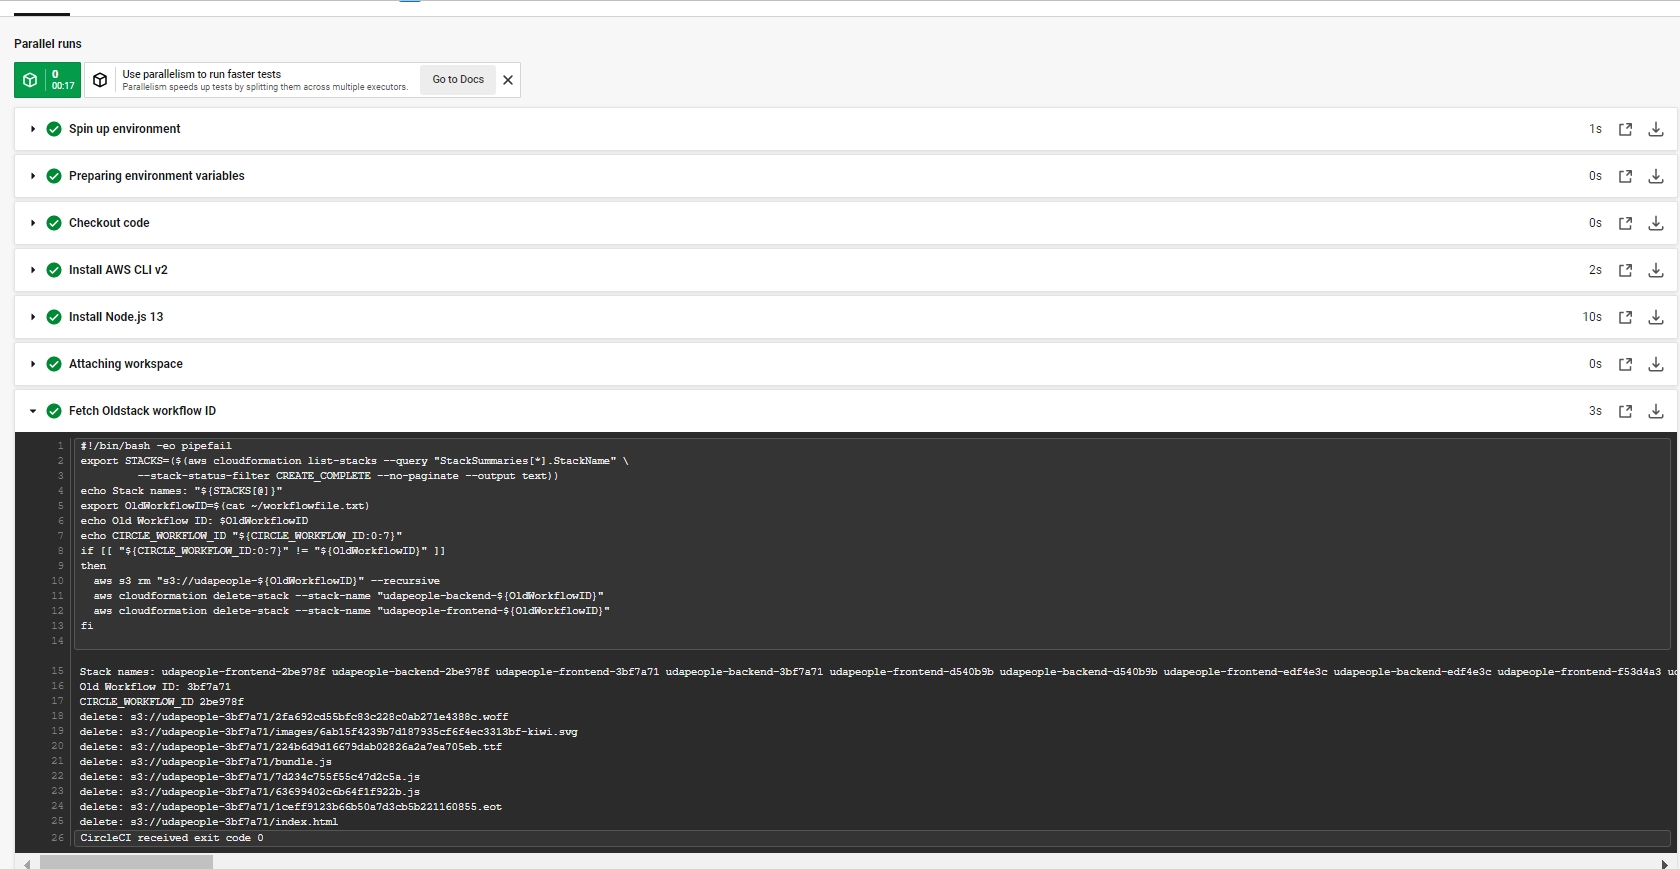 Parallel runs
0
00:17
Use parallelism to run faster tests
Parallelism speeds up tests by splitting them across multiple executors.
Go to Docs
Spin up environment 1s
Preparing environment variables 0s
Checkout code 0s
Install AWS CLI v2 2s
Install Node.js 13 10s
Attaching workspace 0s
Fetch Oldstack workflow ID 3s
1 #!/bin/bash -eo pipefail
2 export STACKS=($(aws cloudformation list-stacks --query "StackSummaries[*].StackName" \
3 --stack-status-filter CREATE_COMPLETE --no-paginate --output text))
4 echo Stack names: "${STACKS[@]}"
5 export OldWorkflowID=$(cat ~/workflowfile.txt)
6 echo Old Workflow ID: $OldWorkflowID
7 echo CIRCLE_WORKFLOW_ID "${CIRCLE_WORKFLOW_ID:0:7}"
8 if [[ "${CIRCLE_WORKFLOW_ID:0:7}" != "${OldWorkflowID}" ]]
9 then
10 aws s3 rm "s3://udapeople-${OldWorkflowID}" --recursive
11 aws cloudformation delete-stack --stack-name "udapeople-backend-${OldWorkflowID}"
12 aws cloudformation delete-stack --stack-name "udapeople-frontend-${OldWorkflowID}"
13 fi
14
15 Stack names: udapeople-frontend-2be978f udapeople-backend-2be978f udapeople-frontend-3bf7a71 udapeople-backend-3bf7a71 udapeople-frontend-d540b9b udapeople-backend-d540b9b udapeople-frontend-edf4e3c udapeople-backend-edf4e3c udapeople-frontend-f53d4a3
16 Old Workflow ID: 3bf7a71
17 CIRCLE_WORKFLOW_ID 2be978f
18 delete: s3://udapeople-3bf7a71/2fa692cd55bfc83c228c0ab271e4388c.woff
19 delete: s3://udapeople-3bf7a71/images/6ab15f4239b7d187935cf6f4ec3313bf-kiwi.svg
20 delete: s3://udapeople-3bf7a71/224b6d9d16679dab02826a2a7ea705eb.ttf
21 delete: s3://udapeople-3bf7a71/bundle.js
22 delete: s3://udapeople-3bf7a71/7d234c755f55c47d2c5a.js
23 delete: s3://udapeople-3bf7a71/63699402c6b64f1f922b.js
24 delete: s3://udapeople-3bf7a71/1ceff9123b66b50a7d3cb5b221160855.eot
25 delete: s3://udapeople-3bf7a71/index.html
26 CircleCI received exit code 0